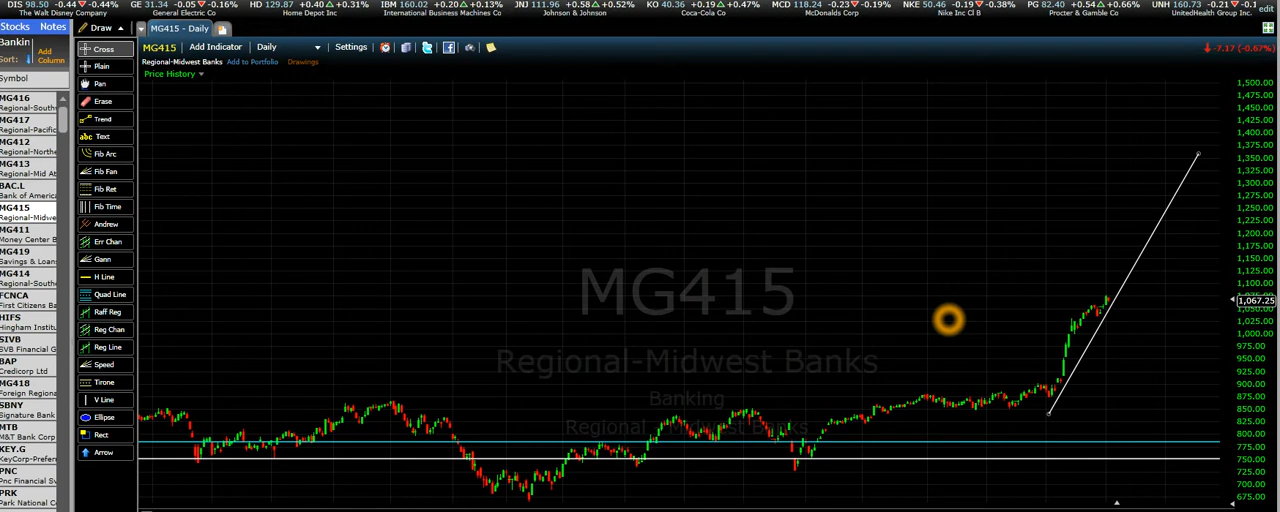 DIS 98.50 -0.44 -0.44% GE 31.34 -0.05 -0.16% HD 129.87 +0.40 +0.31% IBM 160.02 +0.20 +0.12% JNJ 111.96 +0.58 +0.52% KO 40.36 +0.19 +0.47% MCD 118.24 -0.23 -0.19% NKE 50.46 -0.19 -0.38% PG 82.40 +0.54 +0.66% UNH 160.73 -0.21 -0.1
The Walt Disney Company General Electric Co Home Depot Inc International Business Machines Corp Johnson & Johnson Coca-Cola Co McDonalds Corp Nike Inc Cl B Procter & Gamble Co UnitedHealth Group Inc.
edit
Stocks Notes
Draw
MG415 - Daily
Bankin
Sort:
Add Column
Symbol
MG416
Regional-South
MG417
Regional-Pacific
MG412
Regional-Northe
MG413
Regional-Mid At
BAC.L
Bank of America
MG415
Regional-Midwe
MG411
Money Center B
MG419
Savings & Loans
MG414
Regional-Southe
FCNCA
First Citizens Ba
HIFS
Hingham Instituti
SIVB
SVB Financial G
BAP
Credicorp Ltd
MG418
Foreign Regional
SBNY
Signature Bank
MTB
M&T Bank Corp
KEY.G
KeyCorp-Prefer
PNC
PNC Financial Sv
PRK
Park National C
Cross
Plain
Pan
Erase
Trend
abc Text
Fib Arc
Fib Fan
Fib Ret
Fib Time
Andrew
Err Chan
Gann
H Line
Quad Line
Raff Reg
Reg Chan
Reg Line
Speed
Tirone
V Line
Ellipse
Rect
Arrow
MG415 Add Indicator Daily Settings
-7.17 (-0.67%)
Regional-Midwest Banks Add to Portfolio Drawings
Price History
MG415
Regional-Midwest Banks
Banking
Regional - Midwest Banks
1,500.00
1,475.00
1,450.00
1,425.00
1,400.00
1,375.00
1,350.00
1,325.00
1,300.00
1,275.00
1,250.00
1,225.00
1,200.00
1,175.00
1,150.00
1,125.00
1,100.00
1,067.25
1,050.00
1,025.00
1,000.00
975.00
950.00
925.00
900.00
875.00
850.00
825.00
800.00
775.00
750.00
725.00
700.00
675.00